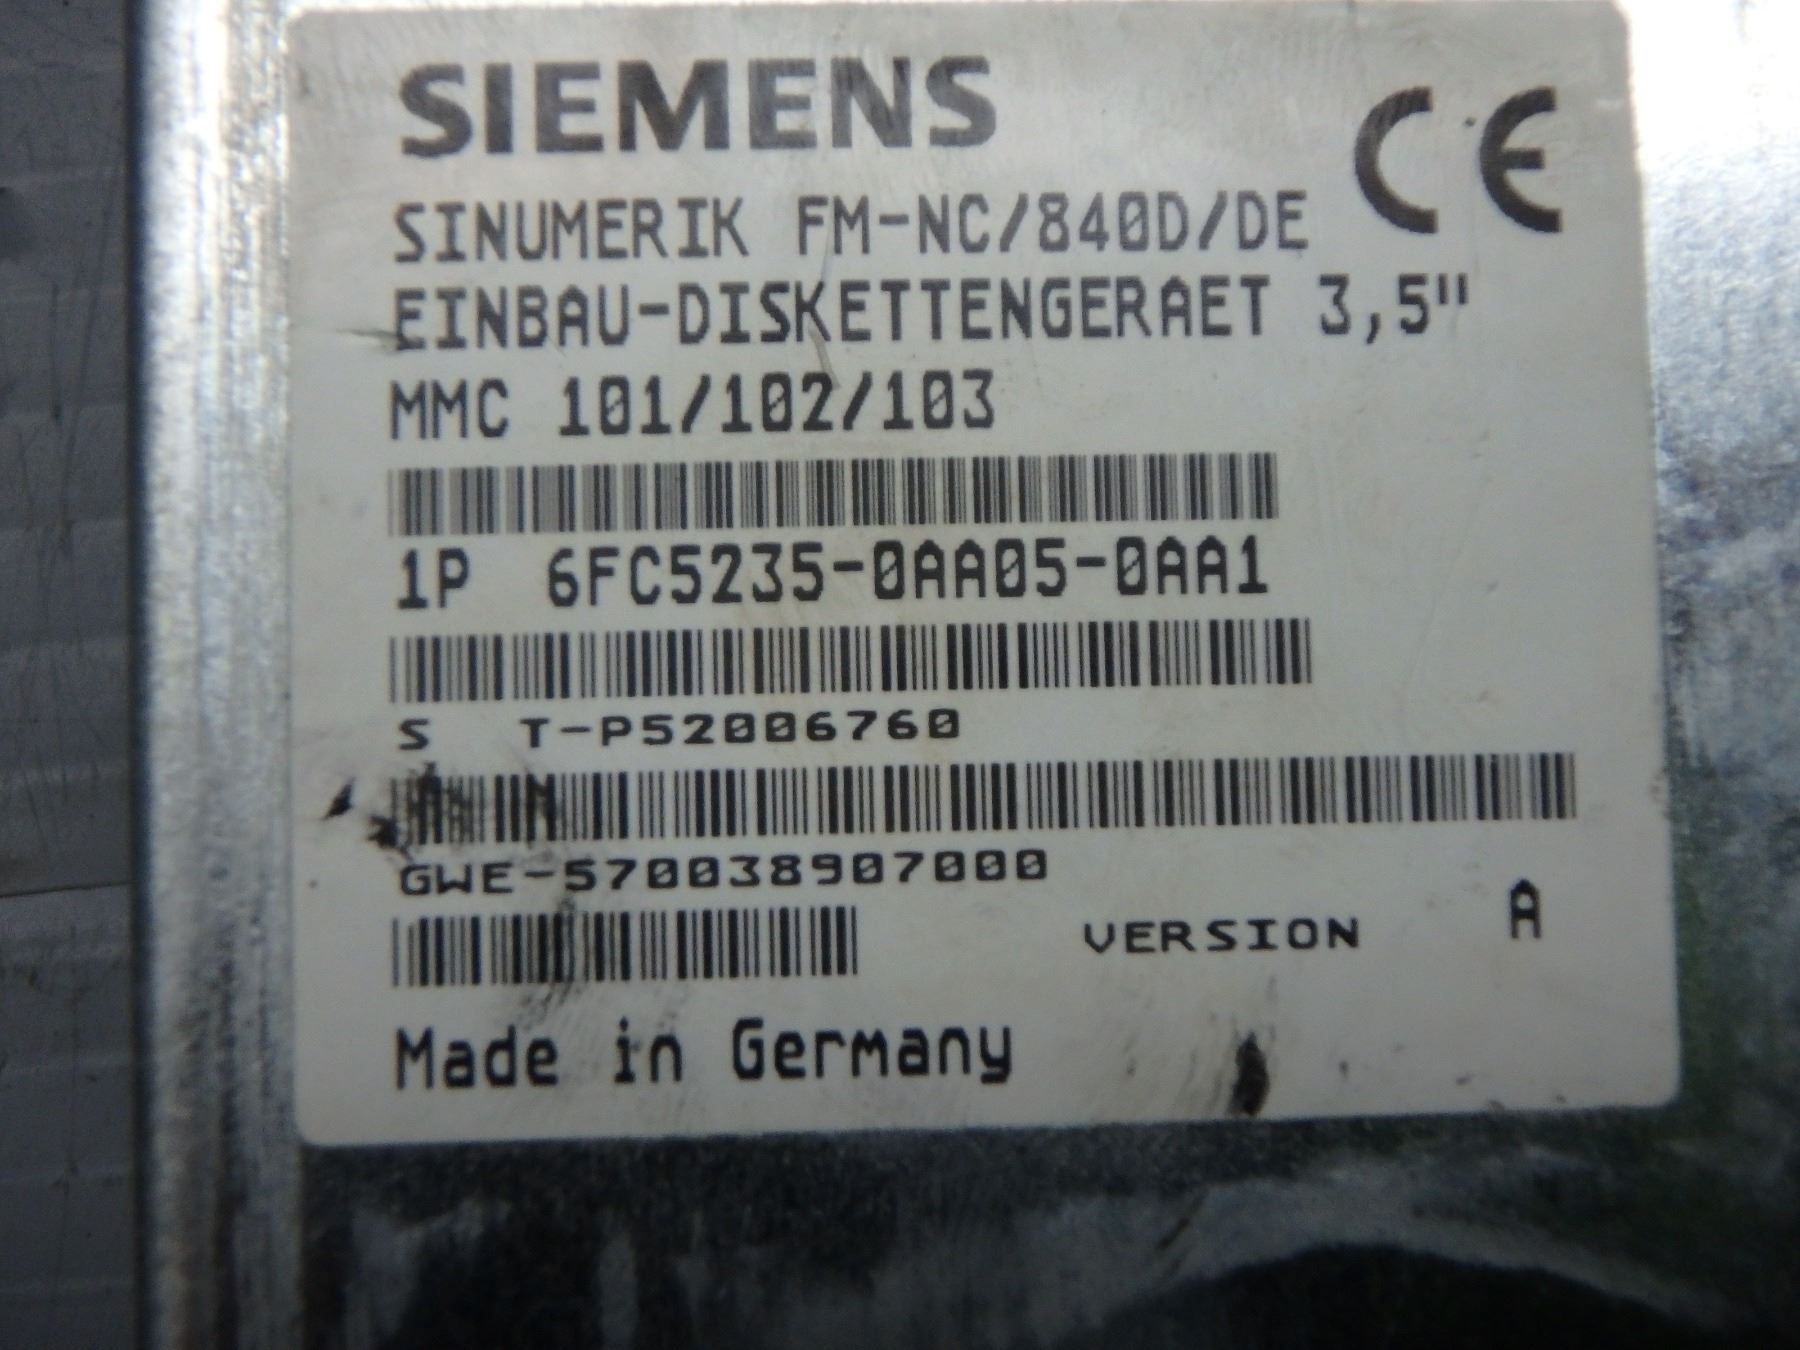 SIEMENS
CE
SINUMERIK FM-NC/840D/DE
EINBAU-DISKETTENGERAET 3,5"
MMC 101/102/103
1P 6FC5235-0AA05-0AA1
S T-P52006760
GWE-570038907000
VERSION A
Made in Germany